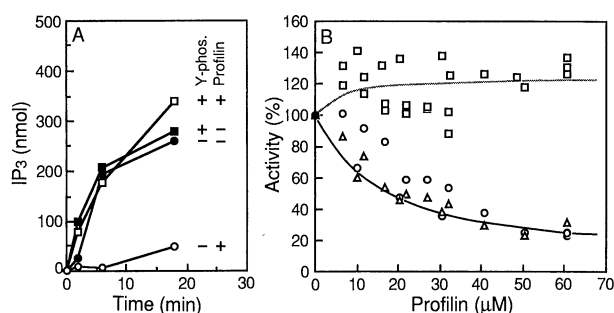 A
Y-phos.
Profilin
IP3 (nmol)
500
400
300
200
100
0
+ +
+ −
− −
− +
0 10 20 30
Time (min)
B
Activity (%)
160
140
120
100
80
60
40
20
0
0 10 20 30 40 50 60 70
Profilin (μM)